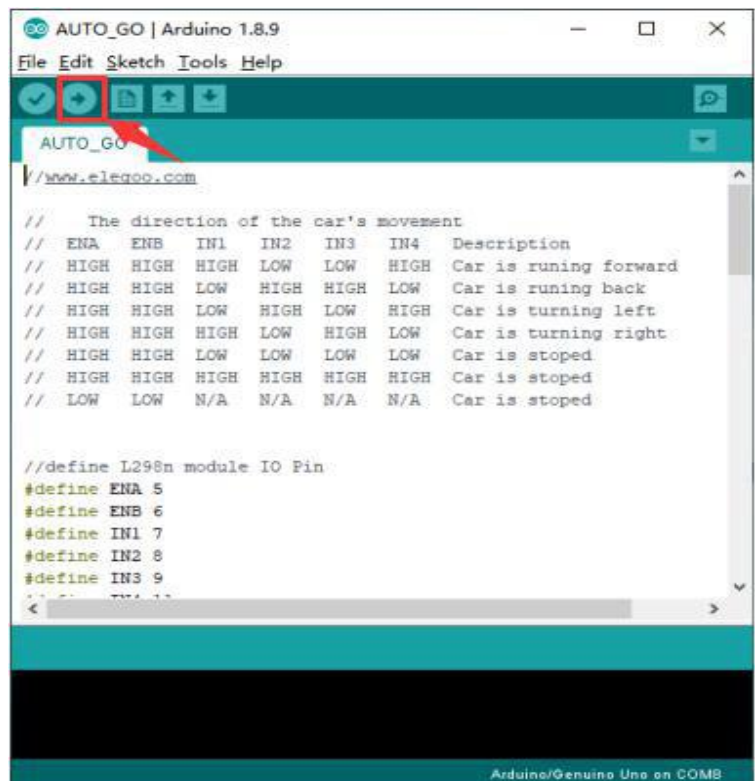 AUTO_GO | Arduino 1.8.9
File Edit Sketch Tools Help
AUTO_GO
//www.elegoo.com
//    The direction of the car's movement
//  ENA   ENB   IN1   IN2   IN3   IN4   Description
//  HIGH  HIGH  HIGH  LOW   LOW   HIGH  Car is runing forward
//  HIGH  HIGH  LOW   HIGH  HIGH  LOW   Car is runing back
//  HIGH  HIGH  LOW   HIGH  LOW   HIGH  Car is turning left
//  HIGH  HIGH  HIGH  LOW   HIGH  LOW   Car is turning right
//  HIGH  HIGH  LOW   LOW   LOW   LOW   Car is stoped
//  HIGH  HIGH  HIGH  HIGH  HIGH  HIGH  Car is stoped
//  LOW   LOW   N/A   N/A   N/A   N/A   Car is stoped
//define L298n module IO Pin
#define ENA 5
#define ENB 6
#define IN1 7
#define IN2 8
#define IN3 9
Arduino/Genuino Uno on COM8